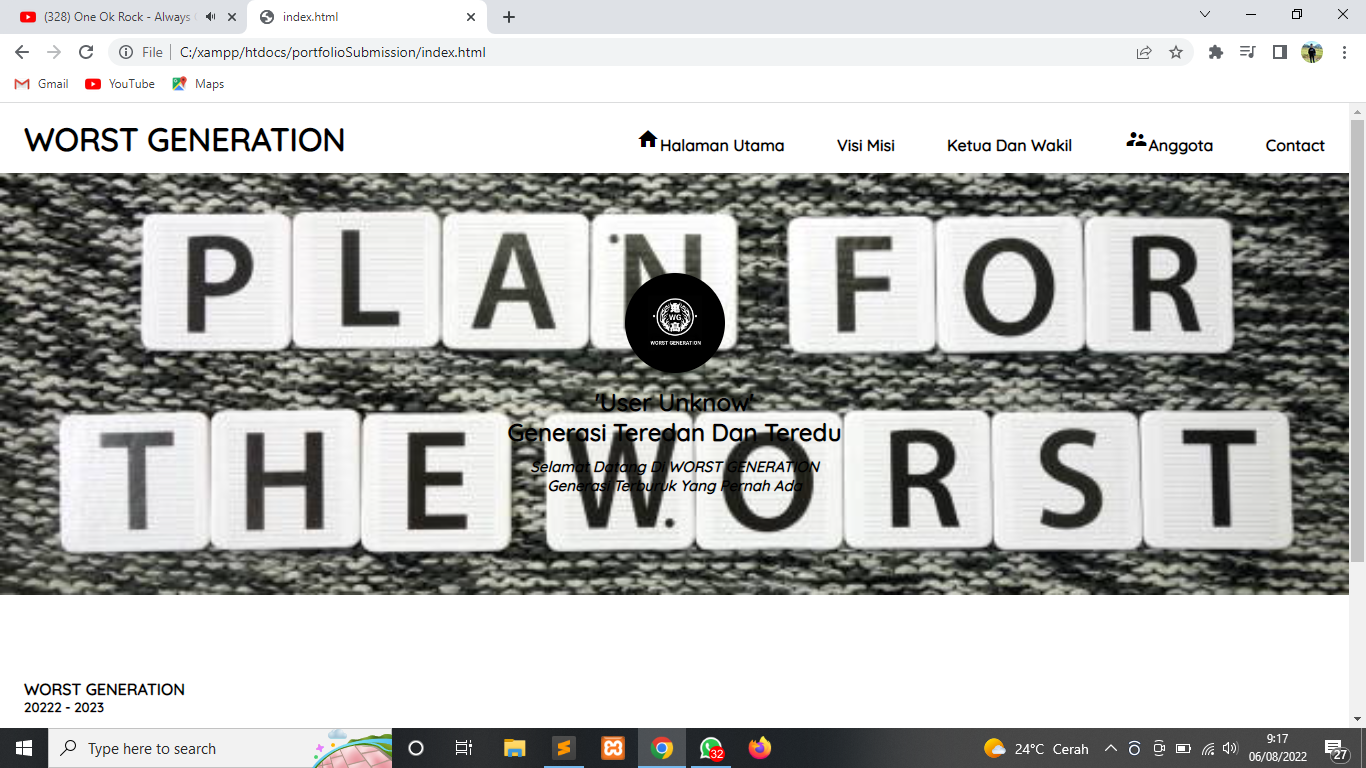 (328) One Ok Rock - Always
index.html
File
C:/xampp/htdocs/portfolioSubmission/index.html
Gmail
YouTube
Maps
WORST GENERATION
Halaman Utama
Visi Misi
Ketua Dan Wakil
Anggota
Contact
PLAN FOR
WG
WORST GENERATION
'User Unknow'
Generasi Teredan Dan Teredu
THE WORST
Selamat Datang DI WORST GENERATION
Generasi Terburuk Yang Pernah Ada
WORST GENERATION
20222 - 2023
Type here to search
32
24°C Cerah
9:17
06/08/2022
27